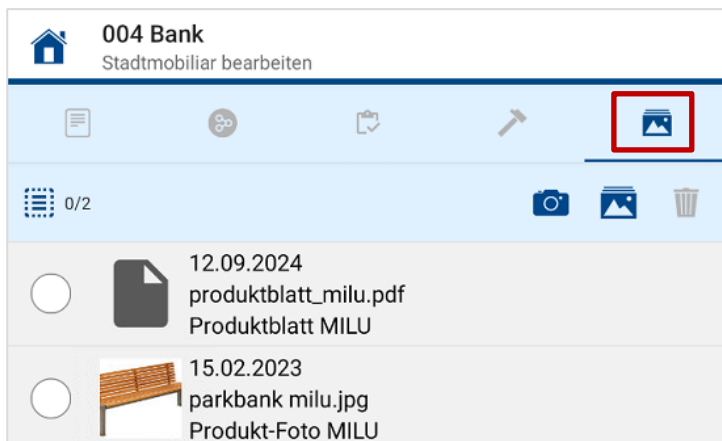 004 Bank
Stadtmobiliar bearbeiten
0/2
12.09.2024
produktblatt_milu.pdf
Produktblatt MILU
15.02.2023
parkbank milu.jpg
Produkt-Foto MILU